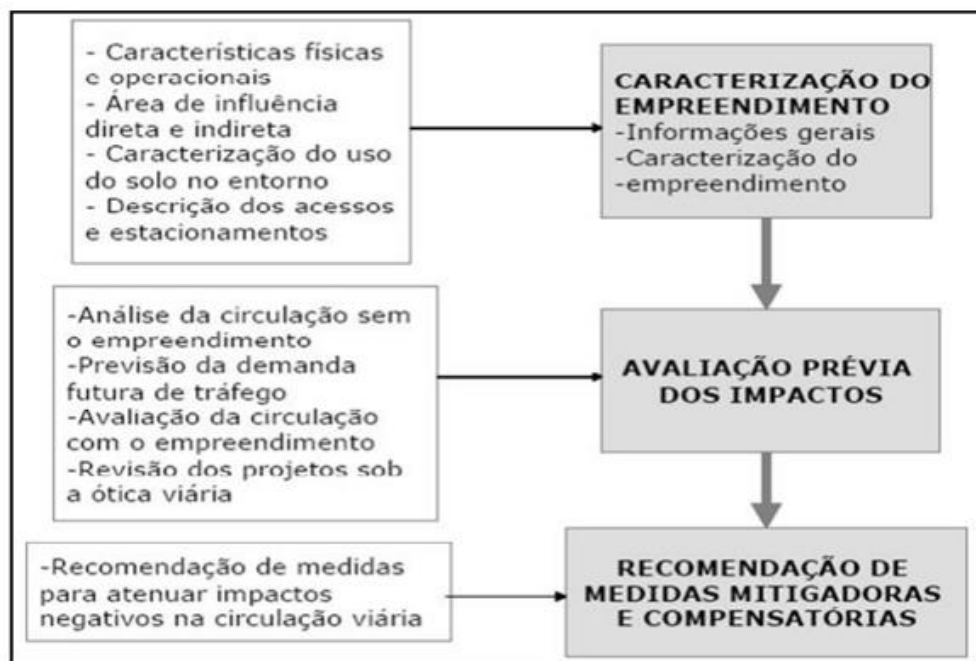 - Características físicas
e operacionais
- Área de influência
direta e indireta
- Caracterização do uso
do solo no entorno
- Descrição dos acessos
e estacionamentos
CARACTERIZAÇÃO DO
EMPREENDIMENTO
-Informações gerais
-Caracterização do
-empreendimento
-Análise da circulação sem
o empreendimento
-Previsão da demanda
futura de tráfego
-Avaliação da circulação
com o empreendimento
-Revisão dos projetos sob
a ótica viária
AVALIAÇÃO PRÉVIA
DOS IMPACTOS
-Recomendação de medidas
para atenuar impactos
negativos na circulação viária
RECOMENDAÇÃO DE
MEDIDAS MITIGADORAS
E COMPENSATÓRIAS